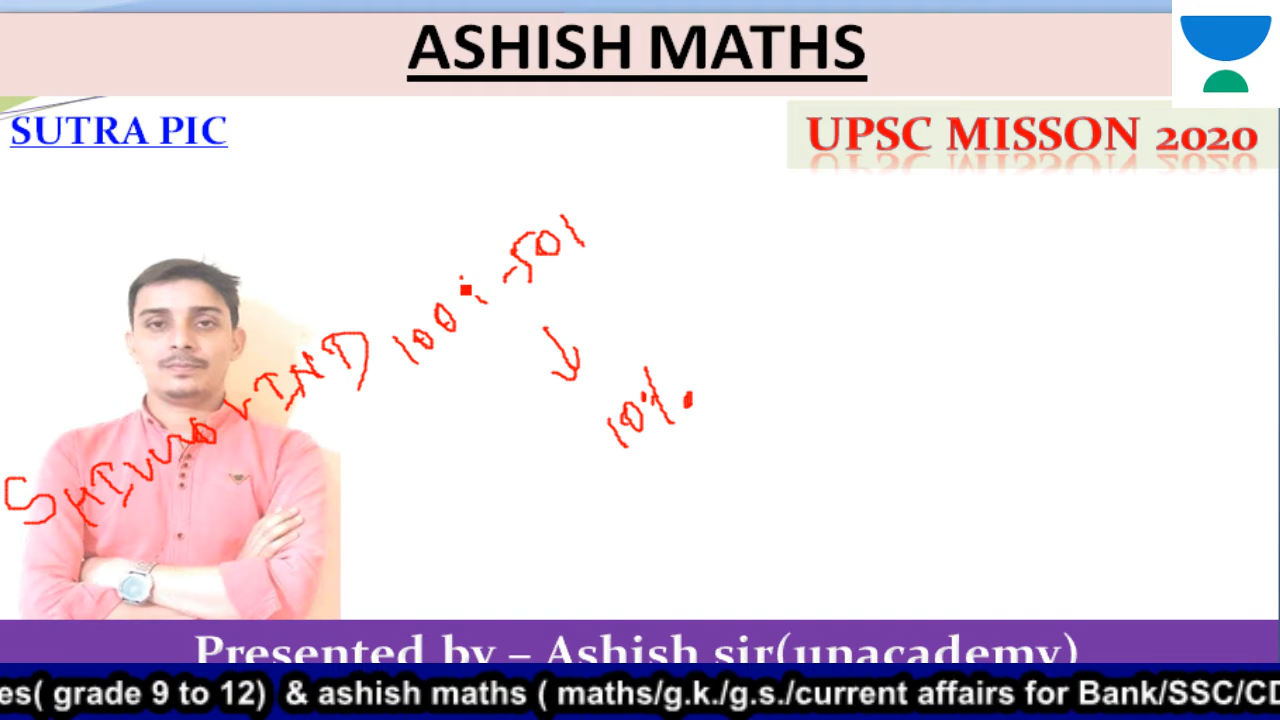 ASHISH MATHS
SUTRA PIC
UPSC MISSON 2020
100% -50%
10%
Presented by – Ashish sir(unacademy)
es( grade 9 to 12) & ashish maths ( maths/g.k./g.s./current affairs for Bank/SSC/CD